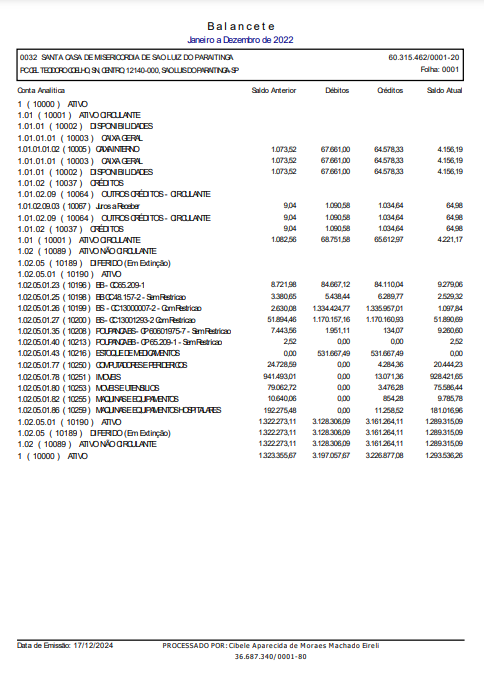 Balancete
Janeiro a Dezembro de 2022
0032 SANTA CASA DE MISERICORDIA DE SAO LUIZ DO PARAITINGA 60.315.462/0001-20
PC CEL TEODORO COELHO, SN, CENTRO, 12140-000, SAO LUIS DO PARAITINGA-SP Folha: 0001
Conta Analitica Saldo Anterior Débitos Créditos Saldo Atual
1 ( 10000 ) ATIVO
1.01 ( 10001 ) ATIVO CIRCULANTE
1.01.01 ( 10002 ) DISPONIBILIDADES
1.01.01.01 ( 10003 ) CAIXA GERAL
1.01.01.01.02 ( 10005 ) CAIXA INTERNO 1.073,52 67.661,00 64.578,33 4.156,19
1.01.01.01 ( 10003 ) CAIXA GERAL 1.073,52 67.661,00 64.578,33 4.156,19
1.01.01 ( 10002 ) DISPONIBILIDADES 1.073,52 67.661,00 64.578,33 4.156,19
1.01.02 ( 10037 ) CRÉDITOS
1.01.02.09 ( 10064 ) OUTROS CRÉDITOS - CIRCULANTE
1.01.02.09.03 ( 10067 ) Juros a Receber 9,04 1.090,58 1.034,64 64,98
1.01.02.09 ( 10064 ) OUTROS CRÉDITOS - CIRCULANTE 9,04 1.090,58 1.034,64 64,98
1.01.02 ( 10037 ) CRÉDITOS 9,04 1.090,58 1.034,64 64,98
1.01 ( 10001 ) ATIVO CIRCULANTE 1.082,56 68.751,58 65.612,97 4.221,17
1.02 ( 10089 ) ATIVO NÃO CIRCULANTE
1.02.05 ( 10189 ) DIFERIDO (Em Extinção)
1.02.05.01 ( 10190 ) ATIVO
1.02.05.01.23 ( 10196 ) BB - CC65.209-1 8.721,98 84.667,12 84.110,04 9.279,06
1.02.05.01.25 ( 10198 ) BB CC48.157-2 - Sem Restricao 3.380,65 5.438,44 6.289,77 2.529,32
1.02.05.01.26 ( 10199 ) BS - CC13000007-2 - Com Restricao 2.630,08 1.334.424,77 1.335.957,01 1.097,84
1.02.05.01.27 ( 10200 ) BS - CC13001293-2 Com Restricao 51.894,46 1.170.157,16 1.170.160,93 51.890,69
1.02.05.01.35 ( 10208 ) POUPANCA BS - CP 60601975-7 - Sem Restricao 7.443,56 1.951,11 134,07 9.260,60
1.02.05.01.40 ( 10213 ) POUPANCA BB - CP 65.209-1 - Sem Restricao 2,52 0,00 0,00 2,52
1.02.05.01.43 ( 10216 ) ESTOQUE DE MEDICAMENTOS 0,00 531.667,49 531.667,49 0,00
1.02.05.01.77 ( 10250 ) COMPUTADORES E PERIFERICOS 24.728,59 0,00 4.284,36 20.444,23
1.02.05.01.78 ( 10251 ) IMOVEIS 941.493,01 0,00 13.071,36 928.421,65
1.02.05.01.80 ( 10253 ) MOVEIS E UTENSILIOS 79.062,72 0,00 3.476,28 75.586,44
1.02.05.01.82 ( 10255 ) MAQUINAS E EQUIPAMENTOS 10.640,06 0,00 854,28 9.785,78
1.02.05.01.86 ( 10259 ) MAQUINAS E EQUIPAMENTOS HOSPITALARES 192.275,48 0,00 11.258,52 181.016,96
1.02.05.01 ( 10190 ) ATIVO 1.322.273,11 3.128.306,09 3.161.264,11 1.289.315,09
1.02.05 ( 10189 ) DIFERIDO (Em Extinção) 1.322.273,11 3.128.306,09 3.161.264,11 1.289.315,09
1.02 ( 10089 ) ATIVO NÃO CIRCULANTE 1.322.273,11 3.128.306,09 3.161.264,11 1.289.315,09
1 ( 10000 ) ATIVO 1.323.355,67 3.197.057,67 3.226.877,08 1.293.536,26
Data de Emissão: 17/12/2024 PROCESSADO POR: Cibele Aparecida de Moraes Machado Eireli
36.687.340/0001-80